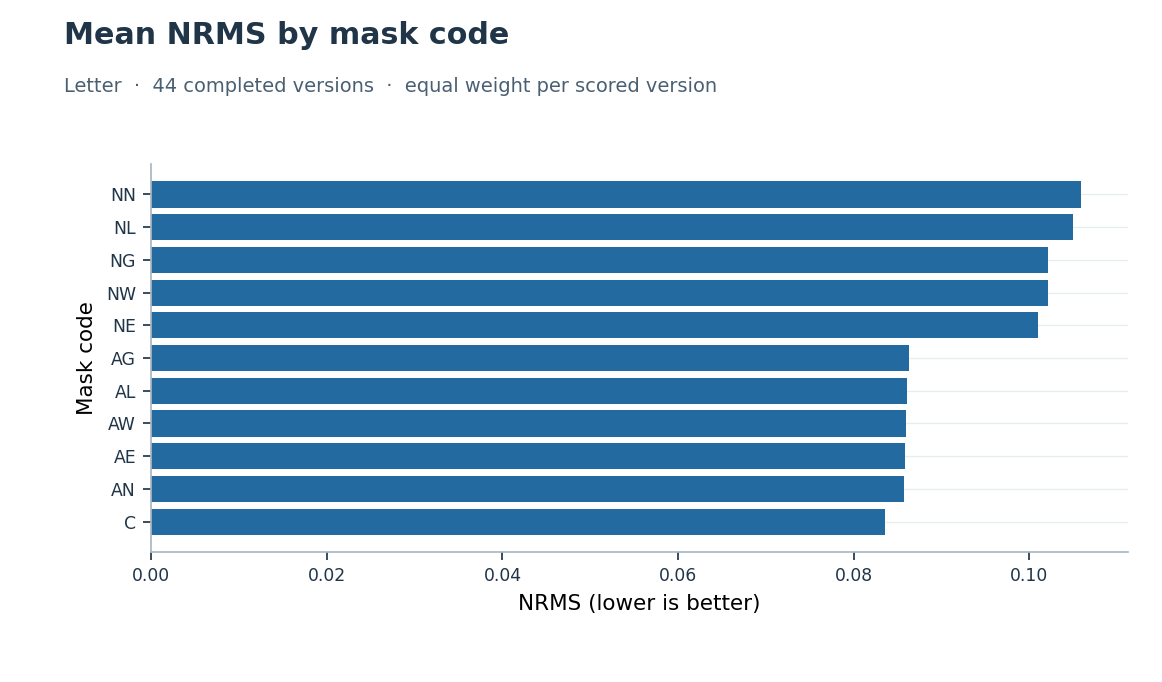 Mean NRMS by mask code
Letter · 44 completed versions · equal weight per scored version
NN
NL
NG
NW
NE
AG
AL
AW
AE
AN
C
Mask code
0.00 0.02 0.04 0.06 0.08 0.10
NRMS (lower is better)